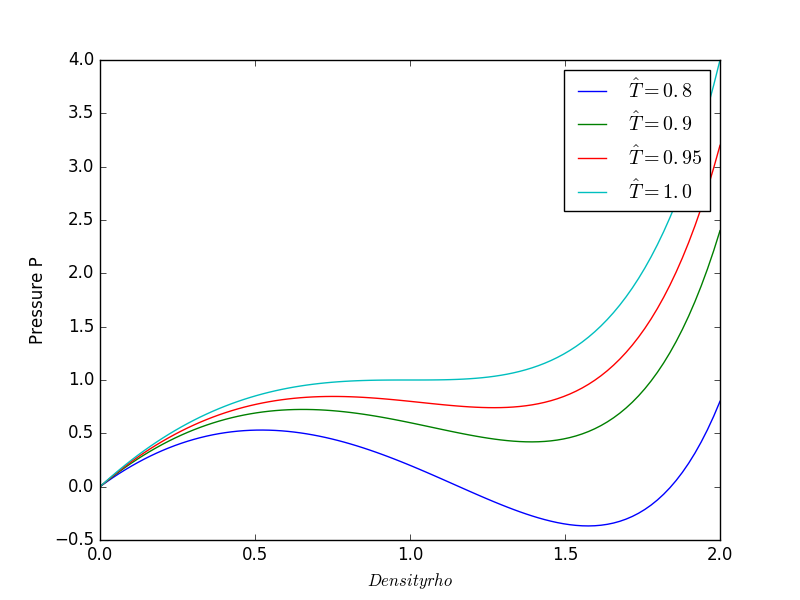 4.0
3.5
3.0
2.5
2.0
1.5
1.0
0.5
0.0
−0.5
Pressure P
0.0 0.5 1.0 1.5 2.0
Densityrho
T̂ = 0.8
T̂ = 0.9
T̂ = 0.95
T̂ = 1.0